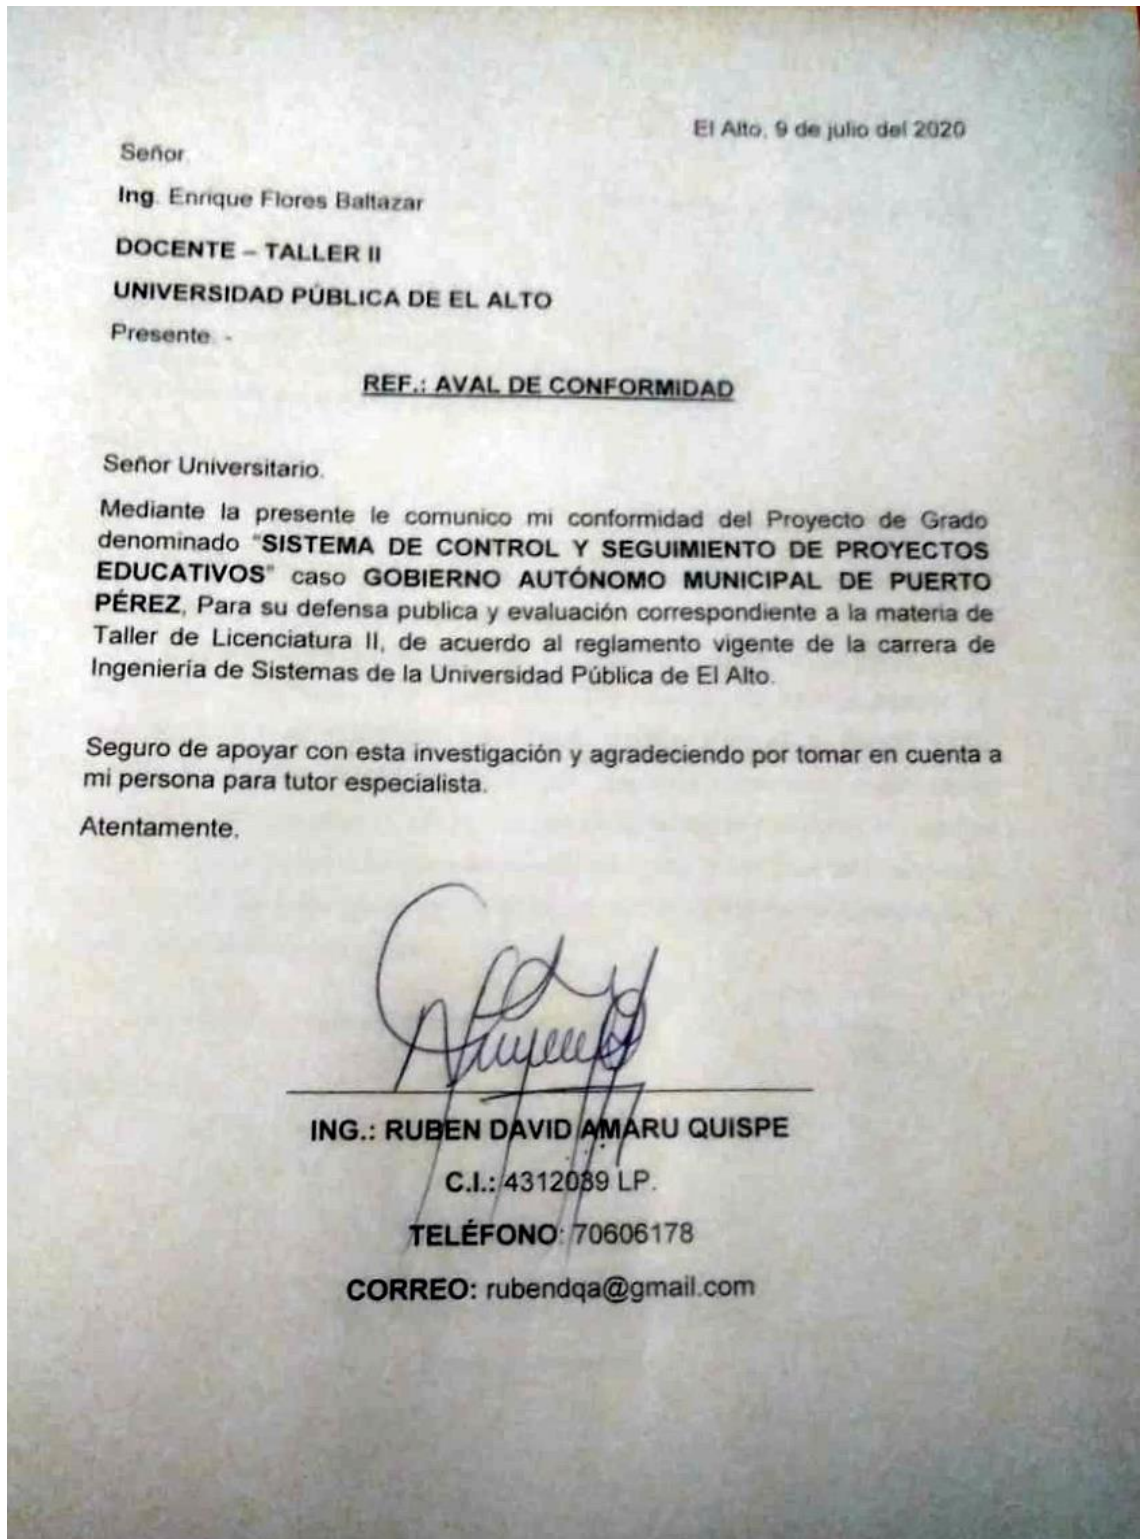 El Alto, 9 de julio del 2020
Señor.
Ing. Enrique Flores Baltazar
DOCENTE – TALLER II
UNIVERSIDAD PÚBLICA DE EL ALTO
Presente. -
REF.: AVAL DE CONFORMIDAD
Señor Universitario.
Mediante la presente le comunico mi conformidad del Proyecto de Grado
denominado "SISTEMA DE CONTROL Y SEGUIMIENTO DE PROYECTOS
EDUCATIVOS" caso GOBIERNO AUTÓNOMO MUNICIPAL DE PUERTO
PÉREZ, Para su defensa publica y evaluación correspondiente a la materia de
Taller de Licenciatura II, de acuerdo al reglamento vigente de la carrera de
Ingeniería de Sistemas de la Universidad Pública de El Alto.
Seguro de apoyar con esta investigación y agradeciendo por tomar en cuenta a
mi persona para tutor especialista.
Atentamente.
ING.: RUBEN DAVID AMARU QUISPE
C.I.: 4312039 LP.
TELÉFONO: 70606178
CORREO: rubendqa@gmail.com